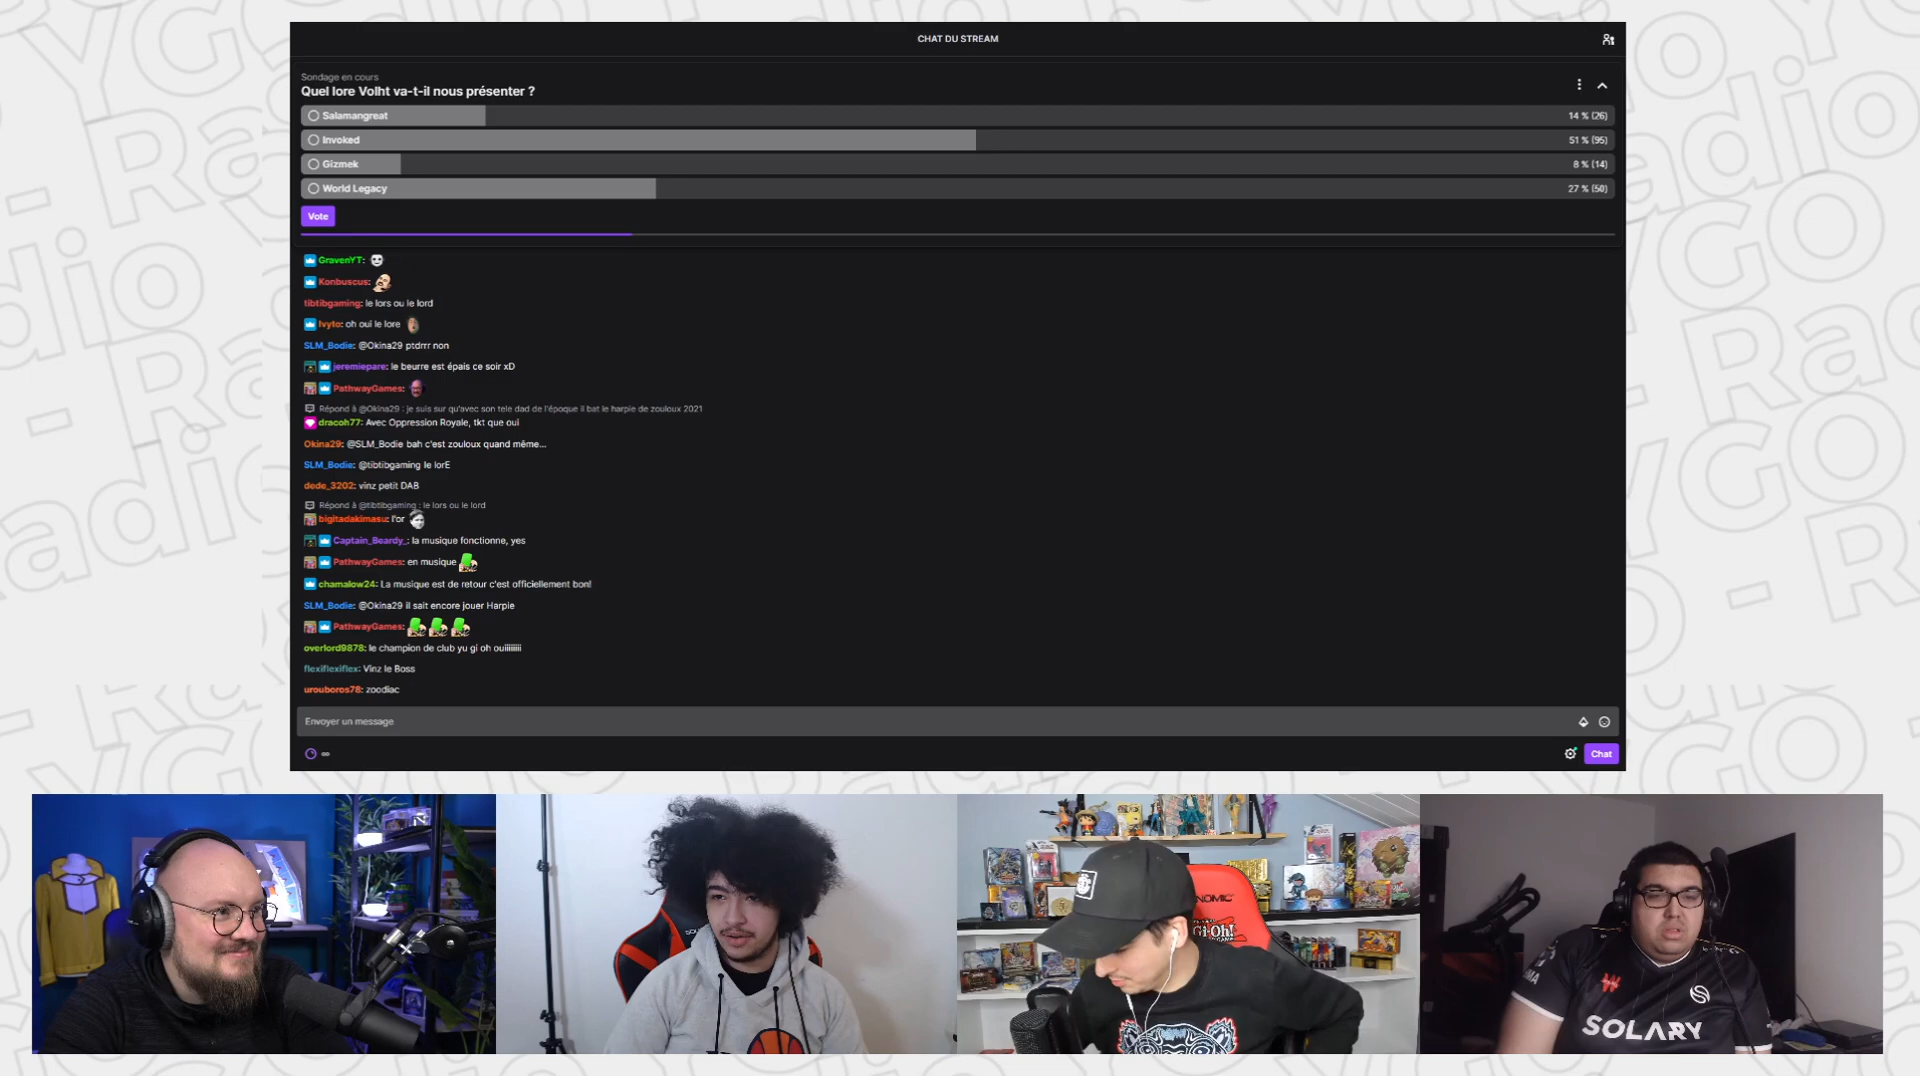 CHAT DU STREAM
Sondage en cours
Quel lore Volht va-t-il nous présenter ?
Salamangreat 14 % (26)
Invoked 51 % (95)
Gizmek 8 % (14)
World Legacy 27 % (50)
Vote
GravenYT:
Konbuscus:
tibtibgaming: le lors ou le lord
Ivyto: oh oui le lore
SLM_Bodie: @Okina29 ptdrrr non
jeremiepare: le beurre est épais ce soir xD
PathwayGames:
Répond à @Okina29 : je suis sur qu'avec son tele dad de l'époque il bat le harpie de zouloux 2021
dracoh77: Avec Oppression Royale, tkt que oui
Okina29: @SLM_Bodie bah c'est zouloux quand même...
SLM_Bodie: @tibtibgaming le lorE
dede_3202: vinz petit DAB
Répond à @tibtibgaming : le lors ou le lord
bigitadakimasu: l'or
Captain_Beardy_: la musique fonctionne, yes
PathwayGames: en musique
chamalow24: La musique est de retour c'est officiellement bon!
SLM_Bodie: @Okina29 il sait encore jouer Harpie
PathwayGames:
overlord9878: le champion de club yu gi oh ouiiiiiiii
flexiflexiflex: Vinz le Boss
urouboros78: zoodiac
Envoyer un message
∞
Chat
NOMIC
Gi-Oh!
SOLARY
YGO - Radio